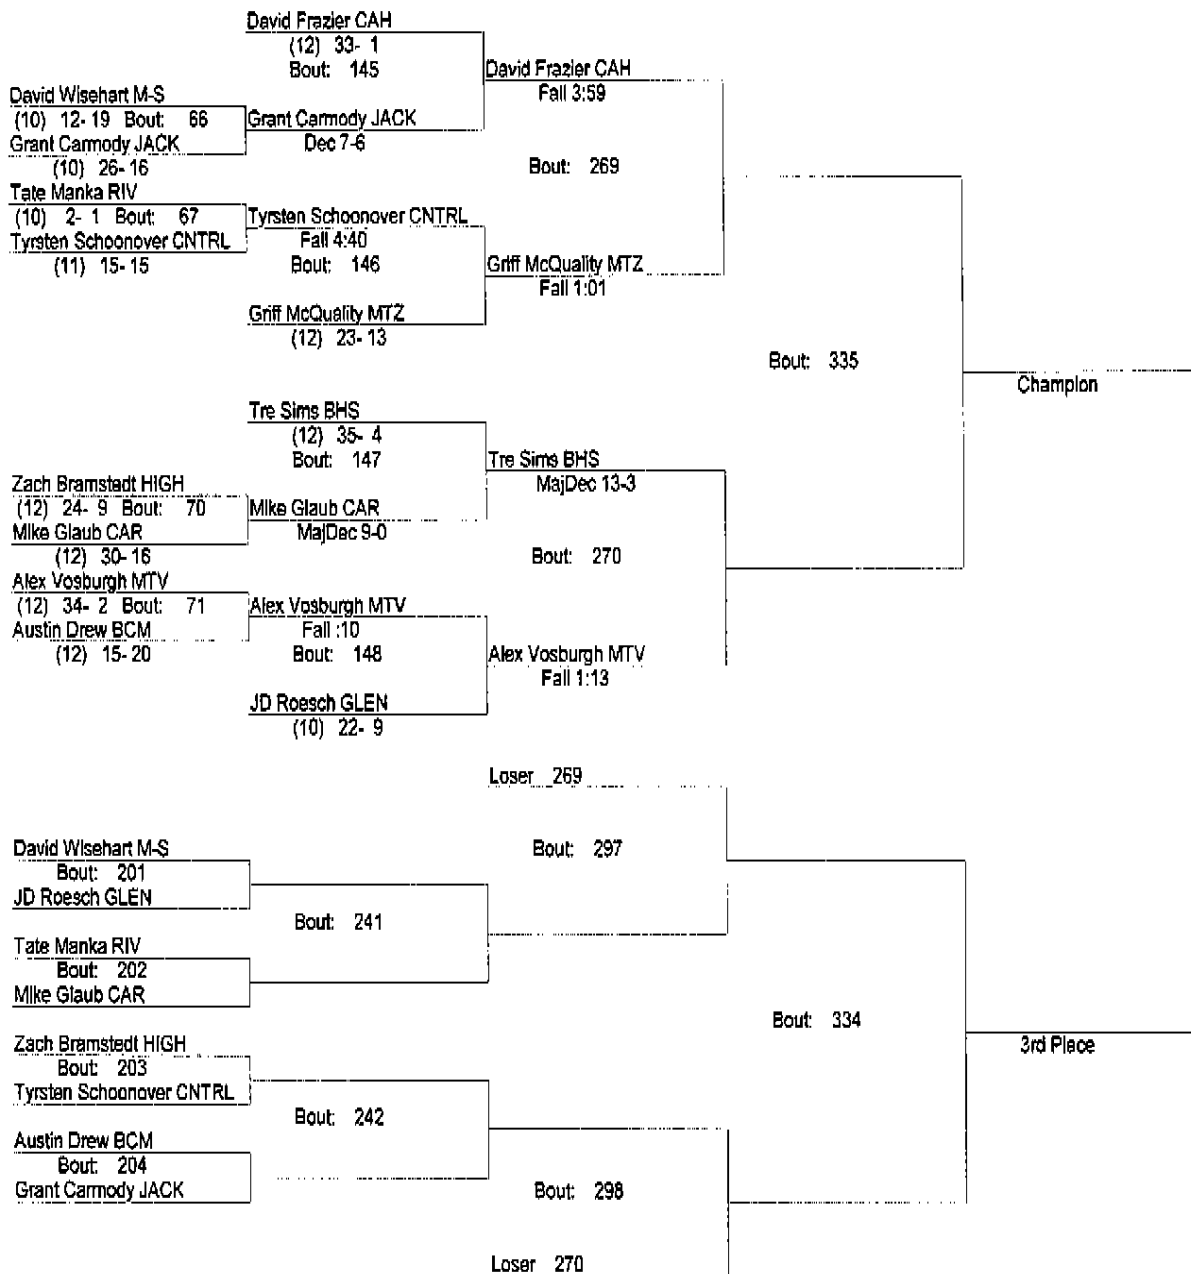 David Frazier CAH
(12) 33- 1
Bout: 145
David Frazier CAH
Fall 3:59
David Wisehart M-S
(10) 12- 19 Bout: 66
Grant Carmody JACK
Dec 7-6
Grant Carmody JACK
(10) 26- 16
Bout: 269
Tate Manka RIV
(10) 2- 1 Bout: 67
Tyrsten Schoonover CNTRL
Fall 4:40
Tyrsten Schoonover CNTRL
(11) 15- 15
Bout: 146
Griff McQuality MTZ
Fall 1:01
Griff McQuality MTZ
(12) 23- 13
Bout: 335
Champion
Tre Sims BHS
(12) 35- 4
Bout: 147
Tre Sims BHS
MajDec 13-3
Zach Bramstedt HIGH
(12) 24- 9 Bout: 70
Mike Glaub CAR
MajDec 9-0
Mike Glaub CAR
(12) 30- 16
Bout: 270
Alex Vosburgh MTV
(12) 34- 2 Bout: 71
Alex Vosburgh MTV
Fall :10
Austin Drew BCM
(12) 15- 20
Bout: 148
Alex Vosburgh MTV
Fall 1:13
JD Roesch GLEN
(10) 22- 9
Loser 269
David Wisehart M-S
Bout: 201
JD Roesch GLEN
Bout: 297
Bout: 241
Tate Manka RIV
Bout: 202
Mike Glaub CAR
Bout: 334
3rd Place
Zach Bramstedt HIGH
Bout: 203
Tyrsten Schoonover CNTRL
Bout: 242
Austin Drew BCM
Bout: 204
Grant Carmody JACK
Bout: 298
Loser 270